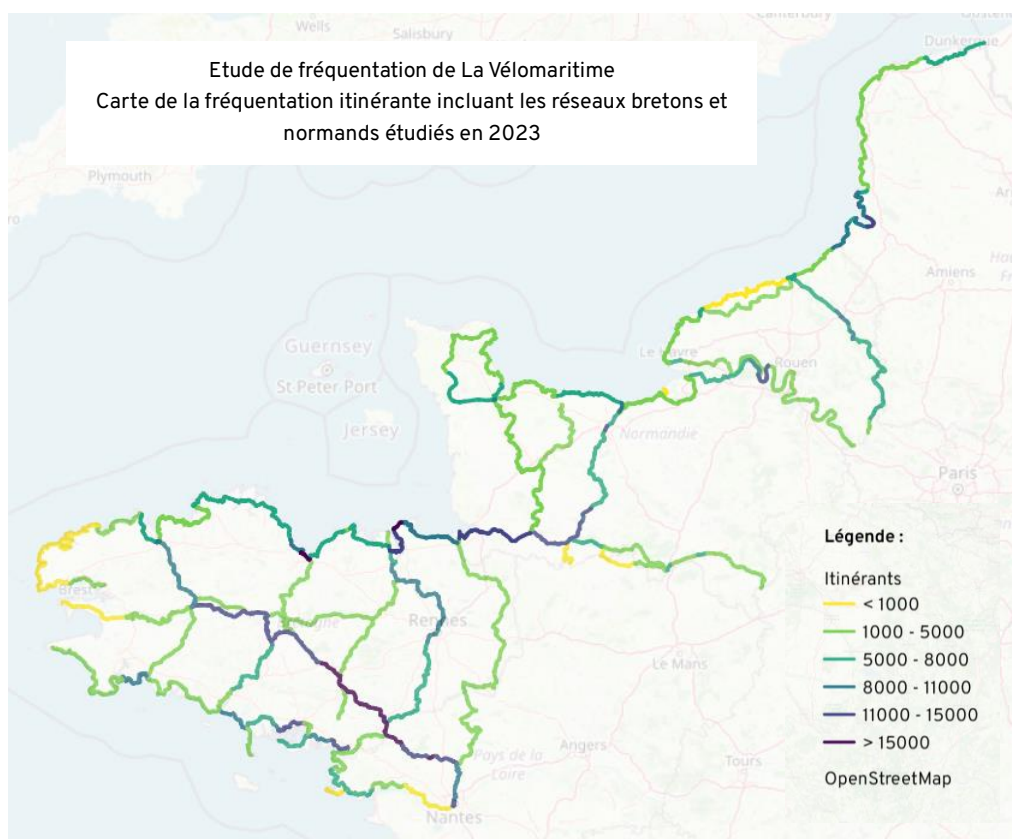 Etude de fréquentation de La Vélomaritime
Carte de la fréquentation itinérante incluant les réseaux bretons et
normands étudiés en 2023
Wells
Salisbury
Canterbury
Dunkerque
Plymouth
Amiens
Guernsey
St Peter Port
Jersey
Le Havre
Rouen
Normandie
Paris
Brest
Rennes
Le Mans
Pays de la
Loire
Angers
Tours
Nantes
Légende :
Itinérants
< 1000
1000 - 5000
5000 - 8000
8000 - 11000
11000 - 15000
> 15000
OpenStreetMap